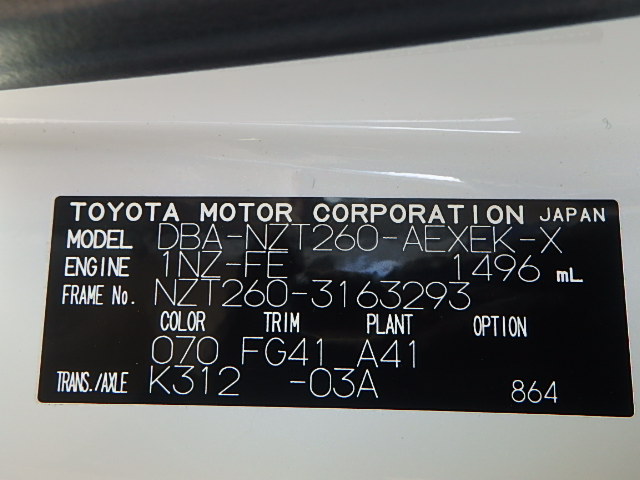 TOYOTA MOTOR CORPORATION JAPAN
MODEL DBA-NZT260-AEXEK-X
ENGINE 1NZ-FE 1496 mL
FRAME No. NZT260-3163293
COLOR TRIM PLANT OPTION
070 FG41 A41
TRANS./AXLE K312 -03A 864